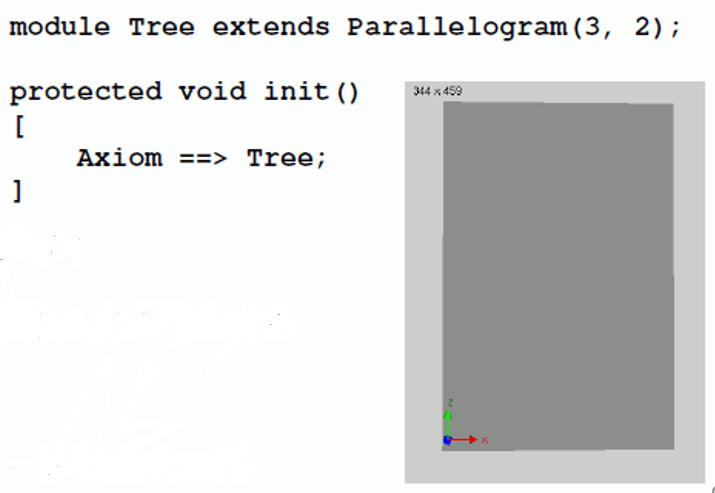 module Tree extends Parallelogram(3, 2);
protected void init()
[
Axiom ==> Tree;
]
344 x 459
z
x